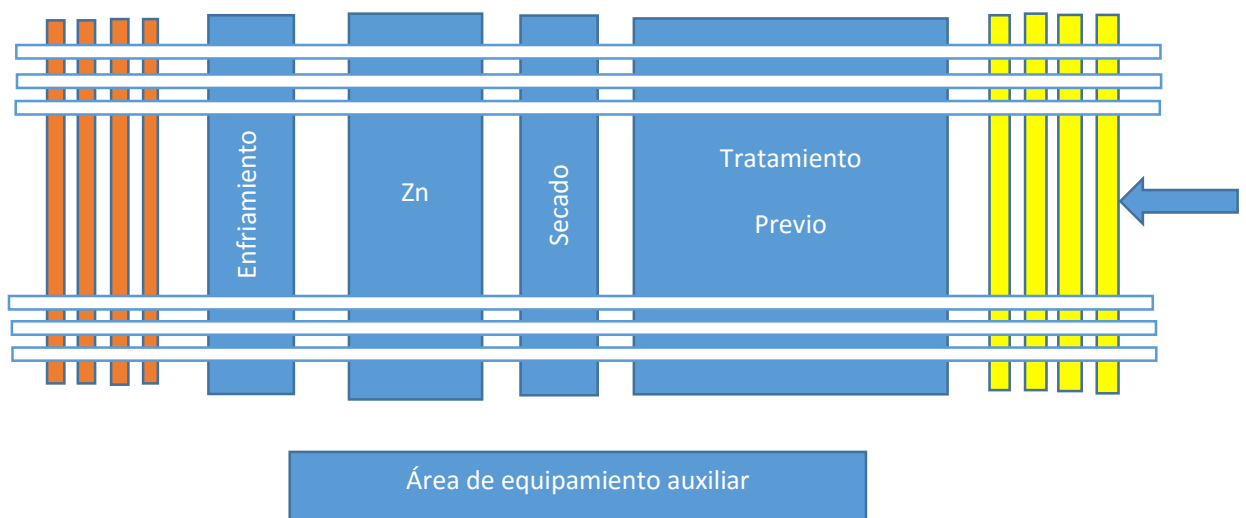 Enfriamiento
Zn
Secado
Tratamiento
Previo
Área de equipamiento auxiliar